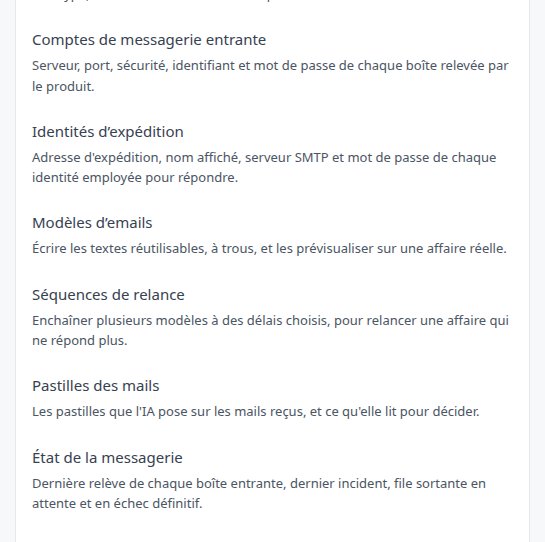 Comptes de messagerie entrante
Serveur, port, sécurité, identifiant et mot de passe de chaque boîte relevée par
le produit.
Identités d’expédition
Adresse d'expédition, nom affiché, serveur SMTP et mot de passe de chaque
identité employée pour répondre.
Modèles d’emails
Écrire les textes réutilisables, à trous, et les prévisualiser sur une affaire réelle.
Séquences de relance
Enchaîner plusieurs modèles à des délais choisis, pour relancer une affaire qui
ne répond plus.
Pastilles des mails
Les pastilles que l'IA pose sur les mails reçus, et ce qu'elle lit pour décider.
État de la messagerie
Dernière relève de chaque boîte entrante, dernier incident, file sortante en
attente et en échec définitif.